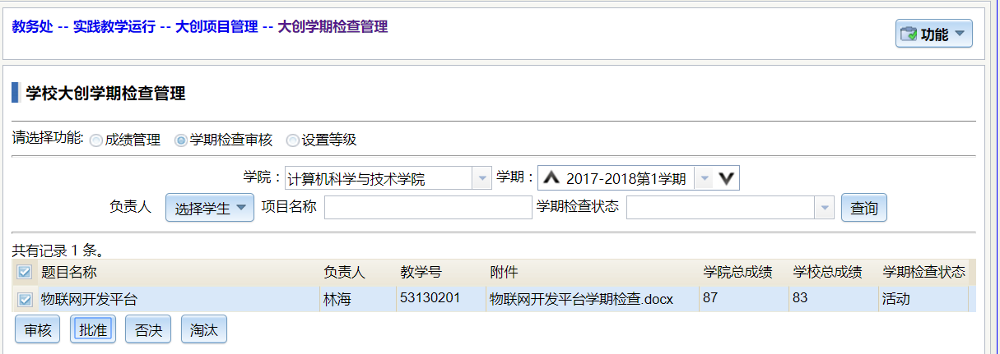 教务处 -- 实践教学运行 -- 大创项目管理 -- 大创学期检查管理
功能
学校大创学期检查管理
请选择功能: 成绩管理 学期检查审核 设置等级
学院： 计算机科学与技术学院 学期： 2017-2018第1学期
负责人 选择学生 项目名称 学期检查状态 查询
共有记录 1 条。
题目名称 负责人 教学号 附件 学院总成绩 学校总成绩 学期检查状态
物联网开发平台 林海 53130201 物联网开发平台学期检查.docx 87 83 活动
审核 批准 否决 淘汰